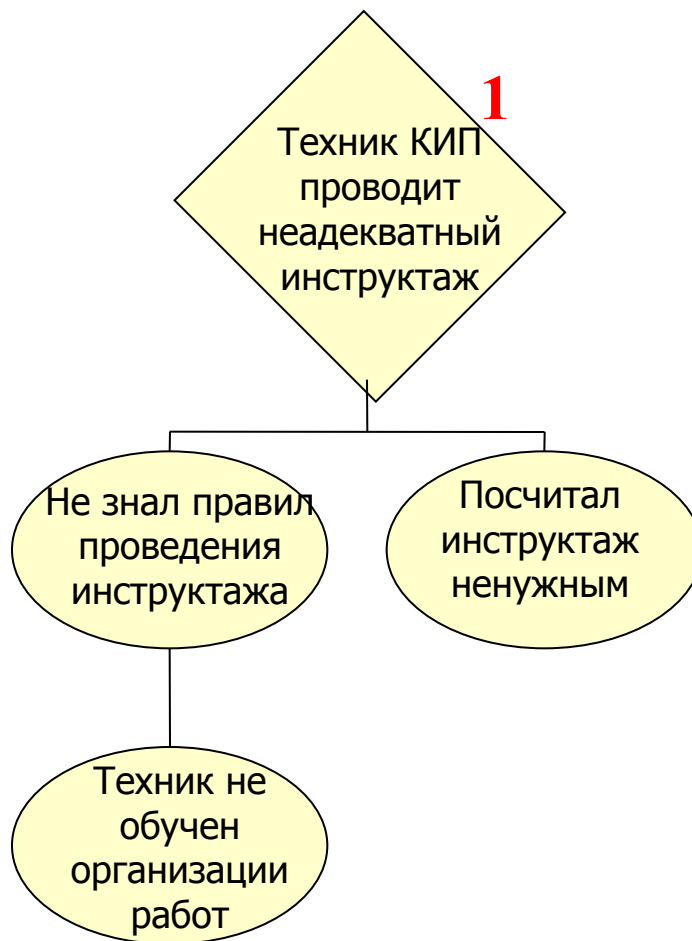 1
Техник КИП
проводит
неадекватный
инструктаж
Не знал правил
проведения
инструктажа
Посчитал
инструктаж
ненужным
Техник не
обучен
организации
работ